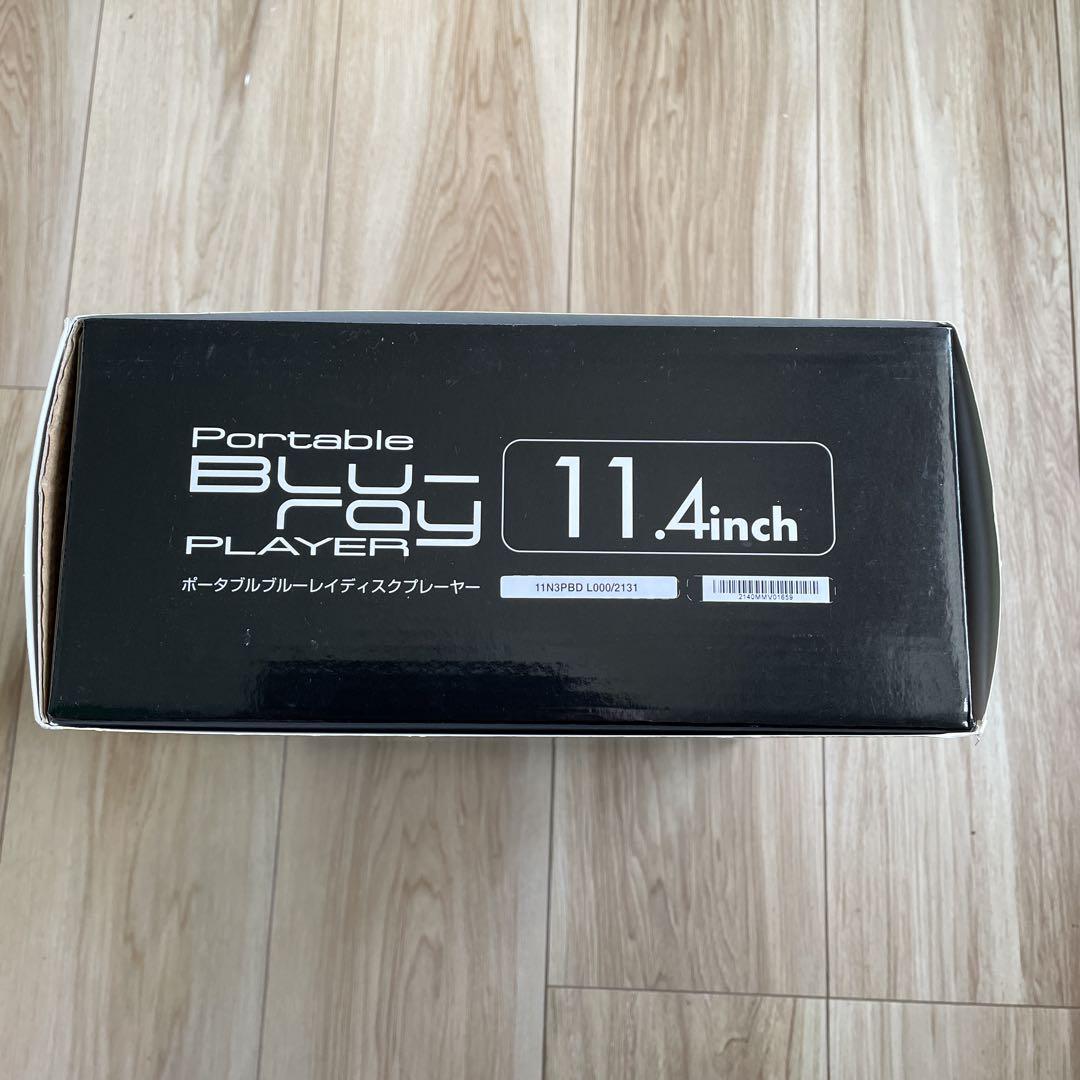 Portable
BLU-
ray
PLAYER
11.4inch
ポータブルブルーレイディスクプレーヤー
11N3PBD L000/2131
2140MMV01659